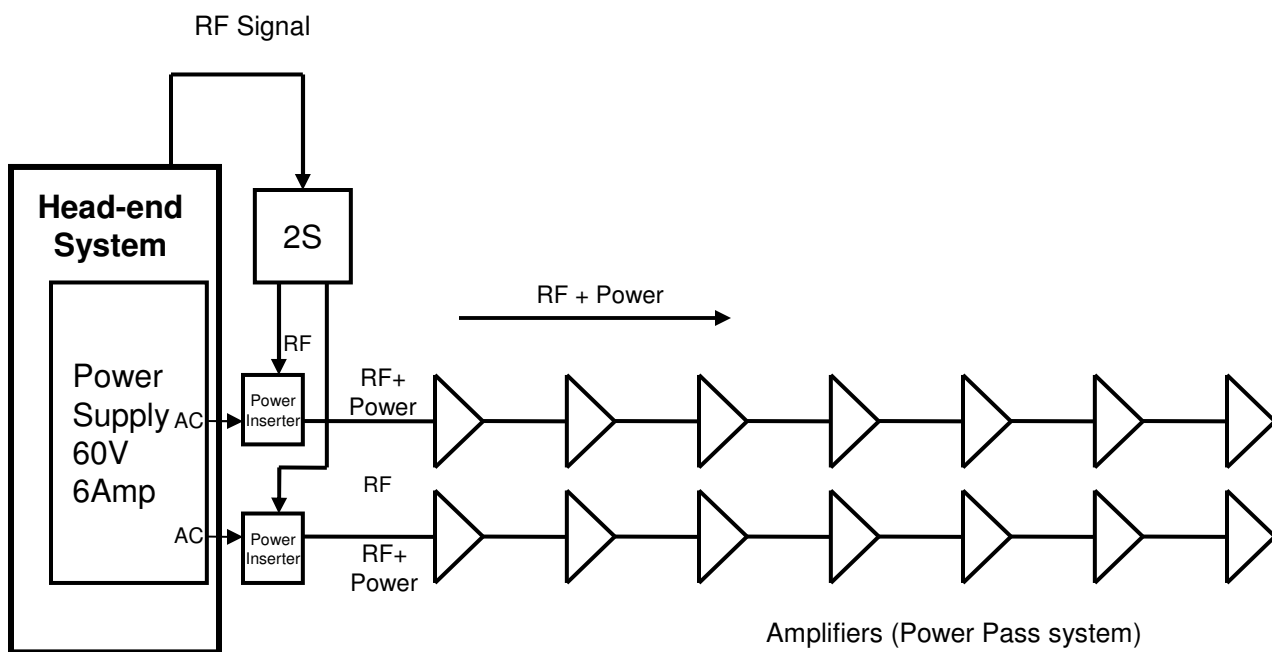 RF Signal
Head-end
System
2S
RF + Power
RF
Power
Supply
60V
6Amp
AC
Power
Inserter
RF+
Power
RF
AC
Power
Inserter
RF+
Power
Amplifiers (Power Pass system)